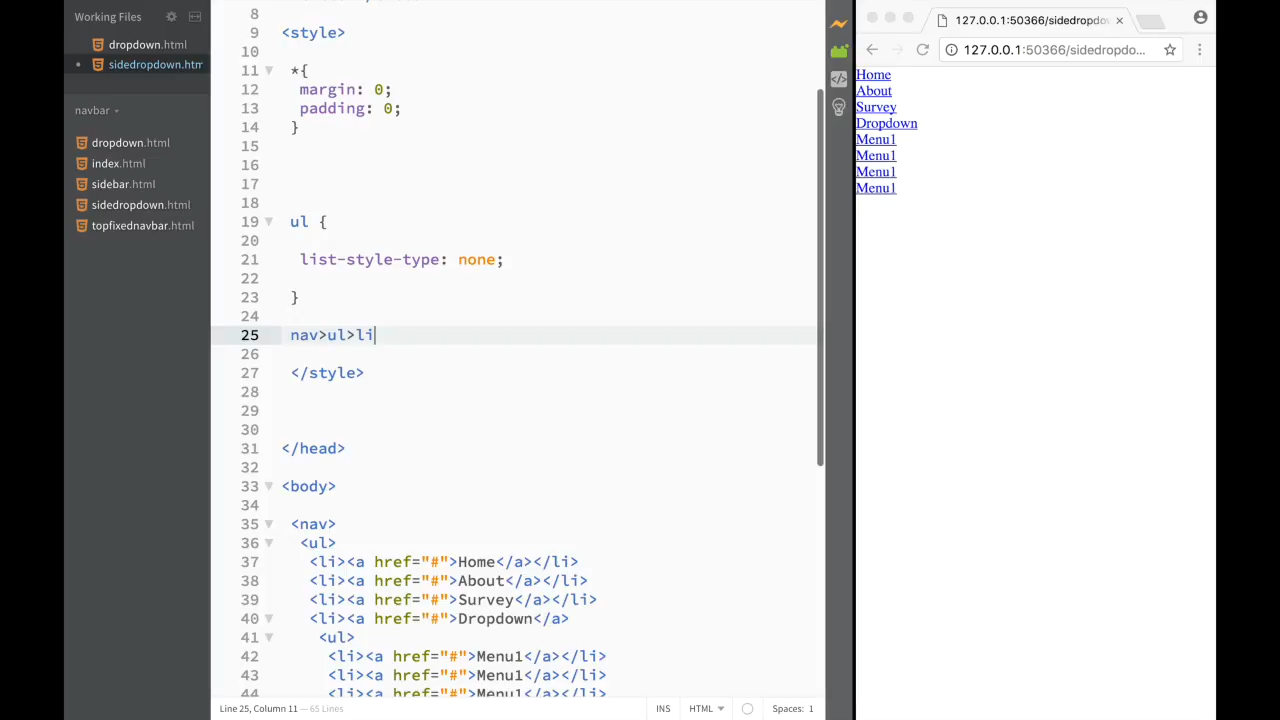 Working Files
dropdown.html
sidedropdown.htm
navbar
dropdown.html
index.html
sidebar.html
sidedropdown.html
topfixednavbar.html
8
9 <style>
10
11 *{
12 margin: 0;
13 padding: 0;
14 }
15
16
17
18
19 ul {
20
21 list-style-type: none;
22
23 }
24
25 nav>ul>li
26
27 </style>
28
29
30
31 </head>
32
33 <body>
34
35 <nav>
36 <ul>
37 <li><a href="#">Home</a></li>
38 <li><a href="#">About</a></li>
39 <li><a href="#">Survey</a></li>
40 <li><a href="#">Dropdown</a>
41 <ul>
42 <li><a href="#">Menu1</a></li>
43 <li><a href="#">Menu1</a></li>
44 <li><a href="#">Menu1</a></li>
Line 25, Column 11 — 65 Lines
INS
HTML
Spaces: 1
127.0.0.1:50366/sidedropdo
127.0.0.1:50366/sidedropdo...
Home
About
Survey
Dropdown
Menu1
Menu1
Menu1
Menu1